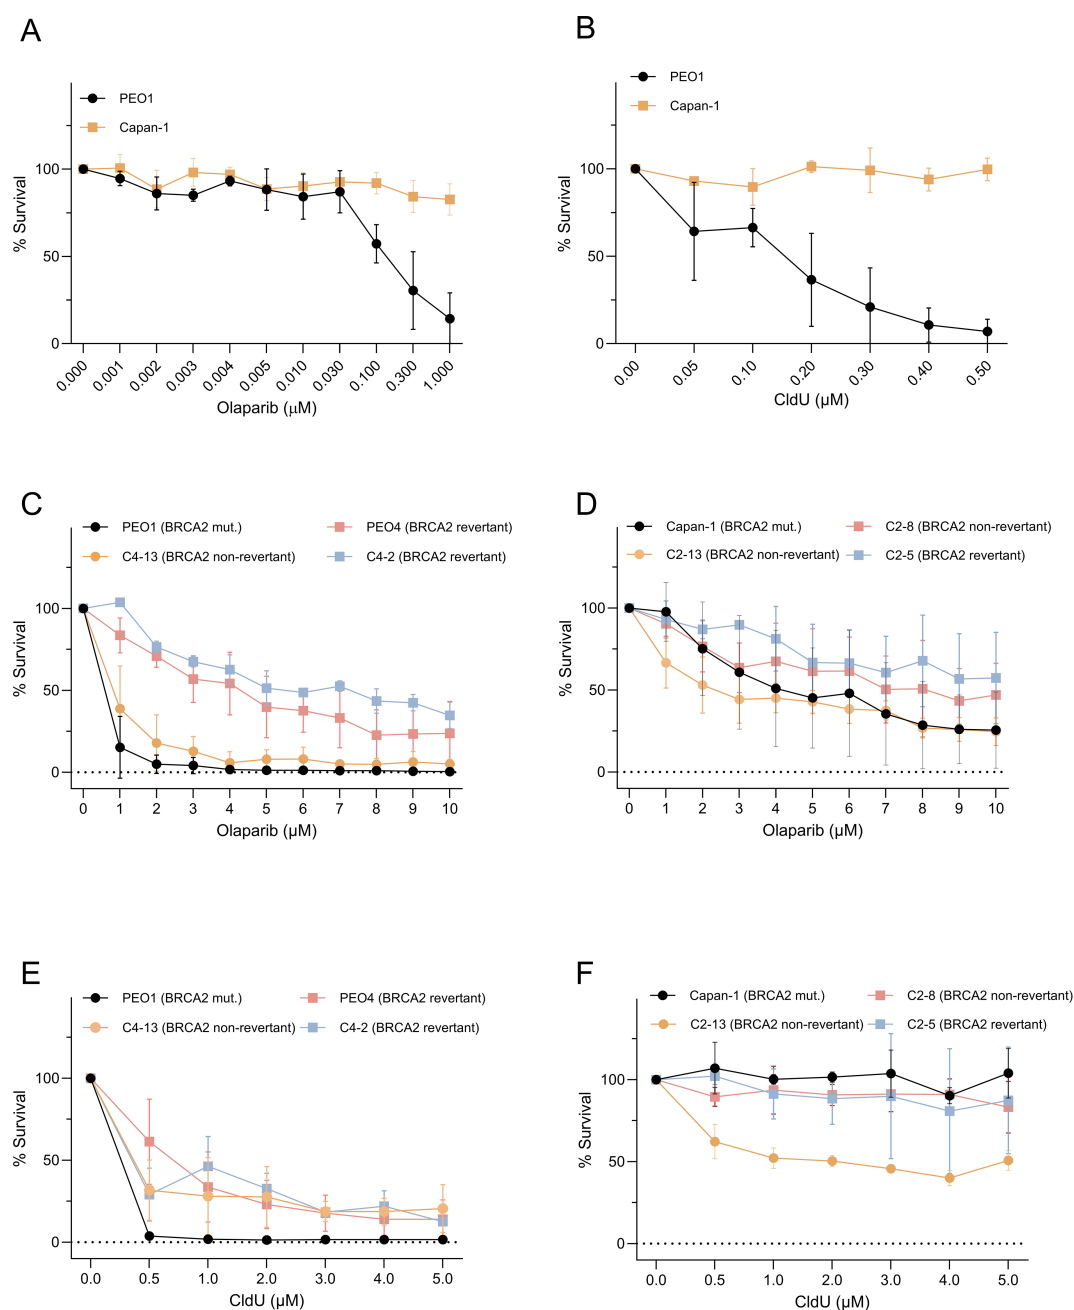 A
PEO1
Capan-1
100
50
0
% Survival
0.000 0.001 0.002 0.003 0.004 0.005 0.010 0.030 0.100 0.300 1.000
Olaparib (μM)
B
PEO1
Capan-1
100
50
0
% Survival
0.00 0.05 0.10 0.20 0.30 0.40 0.50
CldU (μM)
C
PEO1 (BRCA2 mut.) PEO4 (BRCA2 revertant)
C4-13 (BRCA2 non-revertant) C4-2 (BRCA2 revertant)
100
50
0
% Survival
0 1 2 3 4 5 6 7 8 9 10
Olaparib (μM)
D
Capan-1 (BRCA2 mut.) C2-8 (BRCA2 non-revertant)
C2-13 (BRCA2 non-revertant) C2-5 (BRCA2 revertant)
100
50
0
% Survival
0 1 2 3 4 5 6 7 8 9 10
Olaparib (μM)
E
PEO1 (BRCA2 mut.) PEO4 (BRCA2 revertant)
C4-13 (BRCA2 non-revertant) C4-2 (BRCA2 revertant)
100
50
0
% Survival
0.0 0.5 1.0 2.0 3.0 4.0 5.0
CldU (μM)
F
Capan-1 (BRCA2 mut.) C2-8 (BRCA2 non-revertant)
C2-13 (BRCA2 non-revertant) C2-5 (BRCA2 revertant)
100
50
0
% Survival
0.0 0.5 1.0 2.0 3.0 4.0 5.0
CldU (μM)